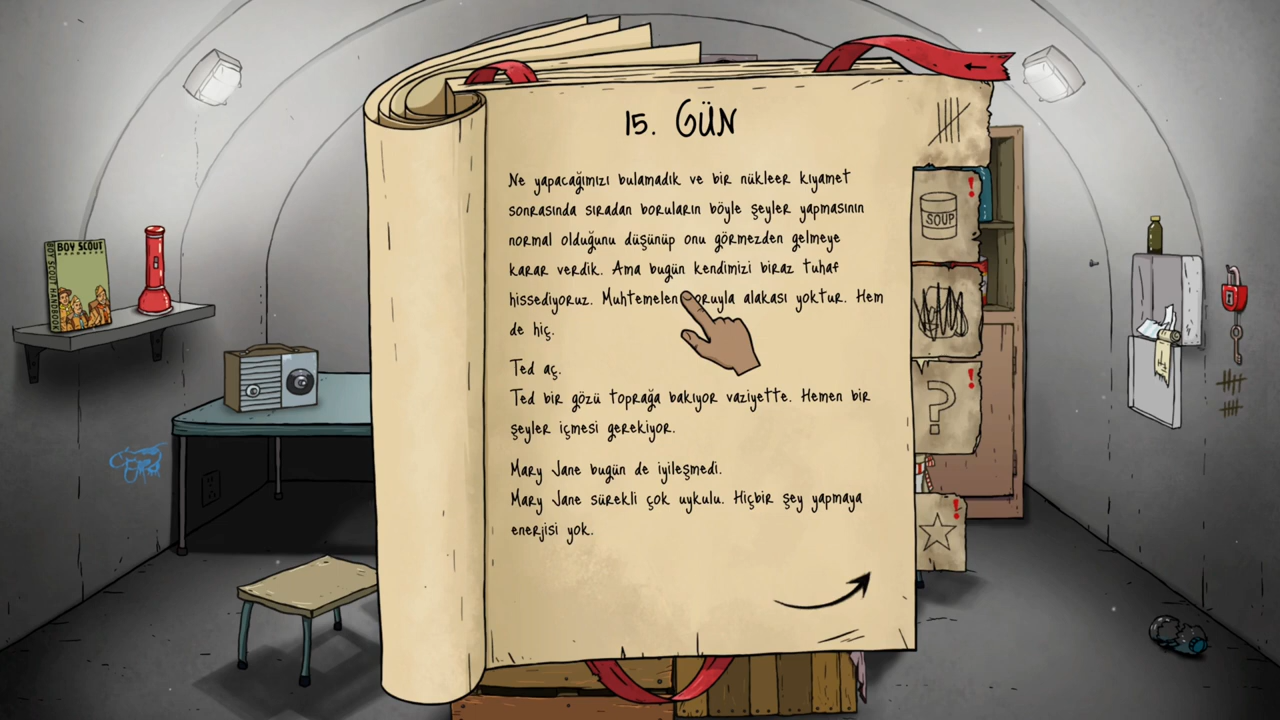 15. GÜN
Ne yapacağımızı bulamadık ve bir nükleer kıyamet
sonrasında sıradan boruların böyle şeyler yapmasının
normal olduğunu düşünüp onu görmezden gelmeye
karar verdik. Ama bugün kendimizi biraz tuhaf
hissediyoruz. Muhtemelen alakası yoktur. Hem
de hiç.
Ted aç.
Ted bir gözü toprağa bakıyor vaziyette. Hemen bir
şeyler içmesi gerekiyor.
Mary Jane bugün de iyileşmedi.
Mary Jane sürekli çok uykulu. Hiçbir şey yapmaya
enerjisi yok.
SOUP
?
BOY SCOUT
BOY SCOUT HANDBOOK